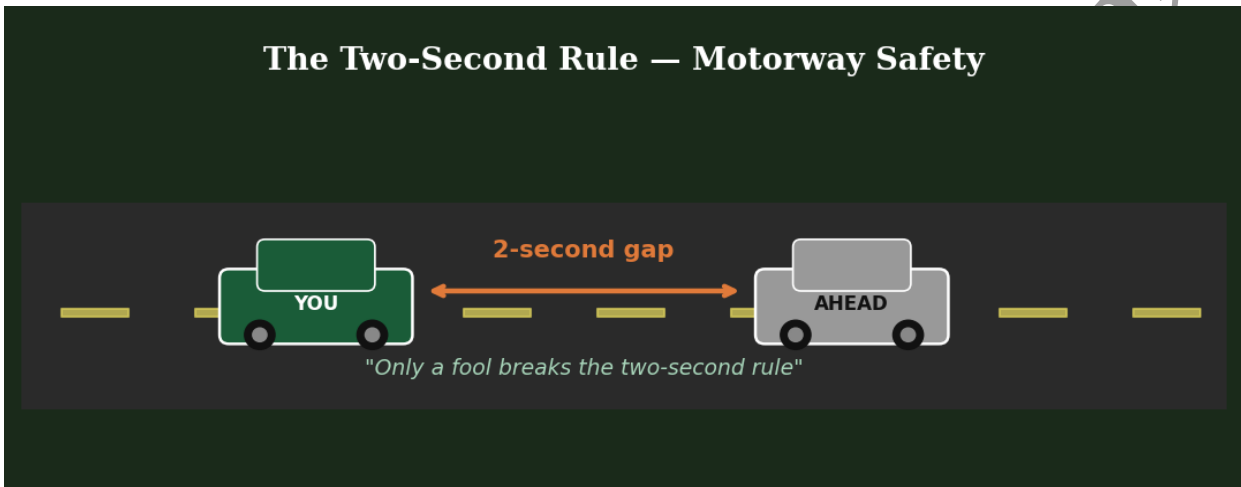 The Two-Second Rule — Motorway Safety
2-second gap
YOU
AHEAD
"Only a fool breaks the two-second rule"